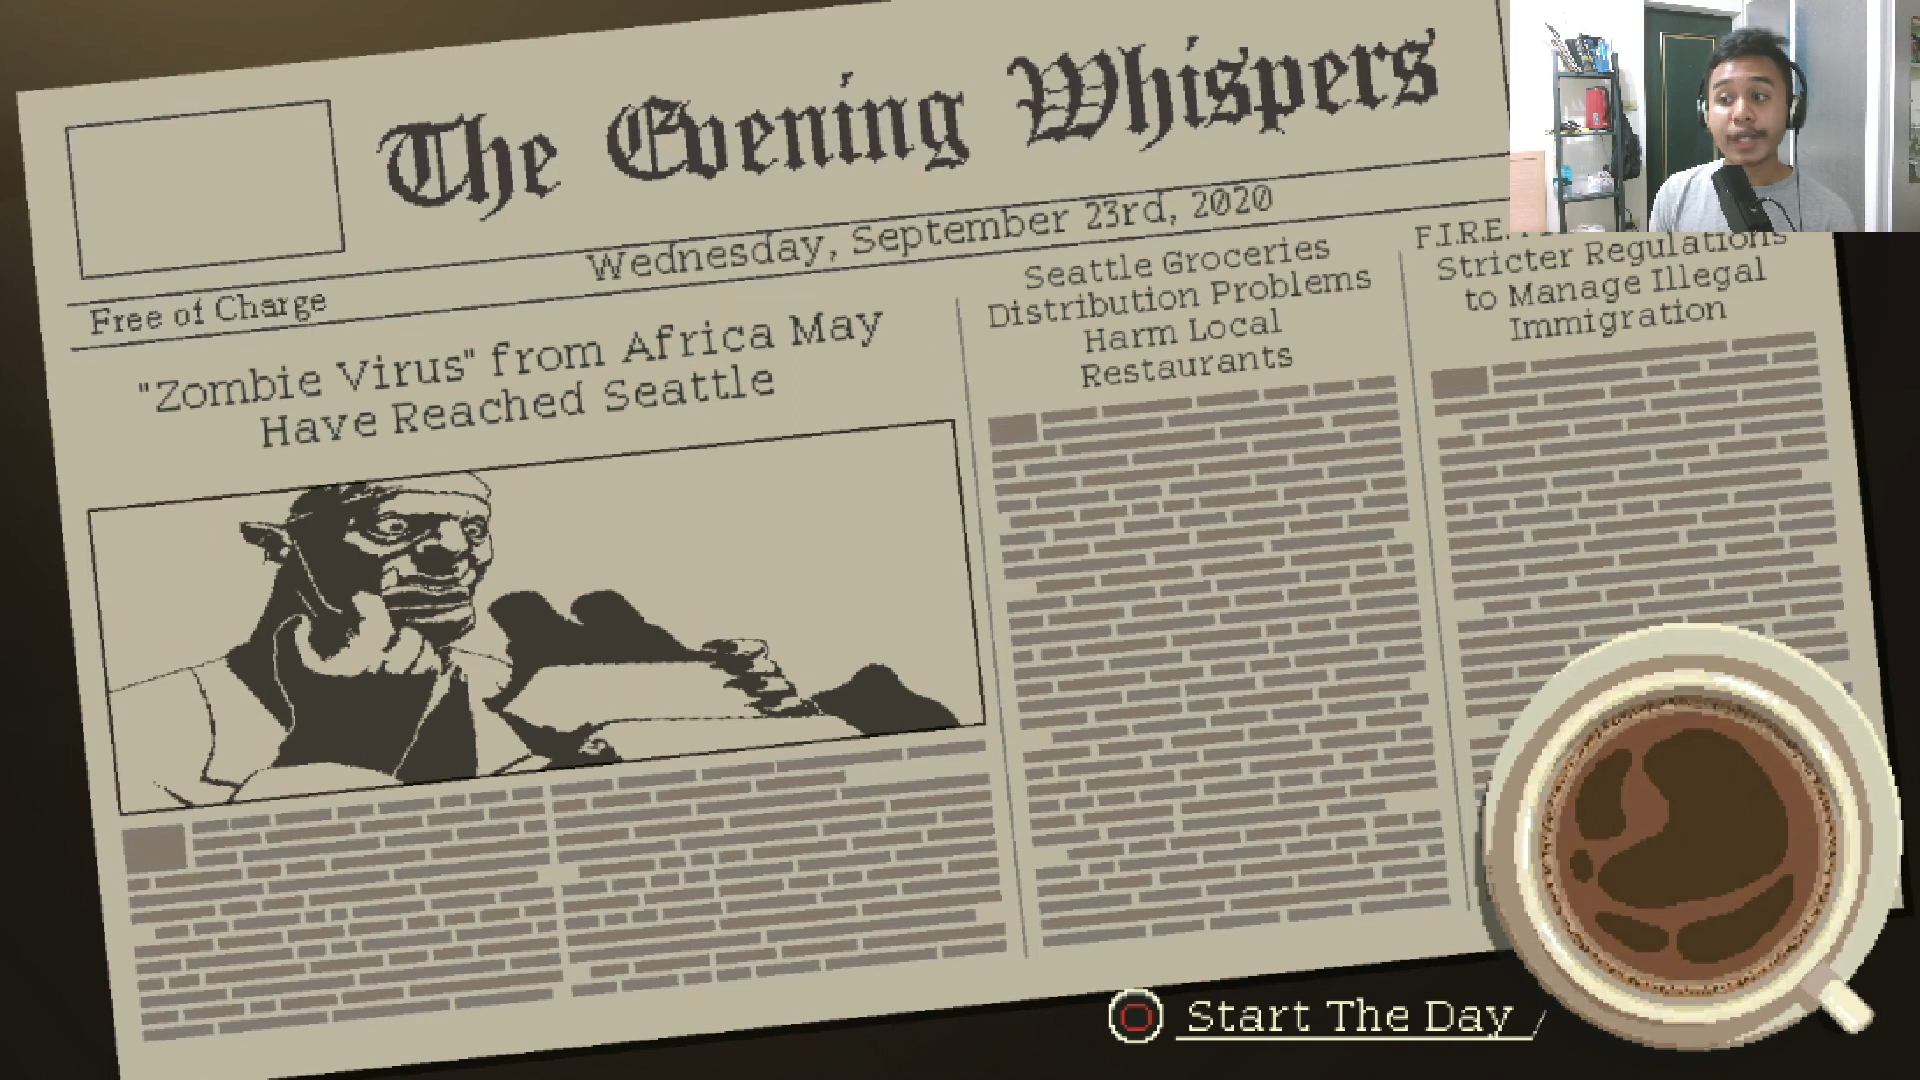 The Evening Whispers
Wednesday, September 23rd, 2020
Free of Charge
"Zombie Virus" from Africa May
Have Reached Seattle
Seattle Groceries
Distribution Problems
Harm Local
Restaurants
F.I.R.E.
Stricter Regulations
to Manage Illegal
Immigration
Start The Day